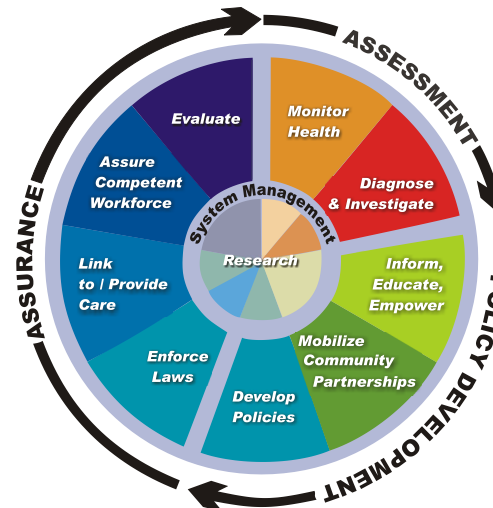 ASSESSMENT
Monitor
Health
Diagnose
& Investigate
POLICY DEVELOPMENT
Inform,
Educate,
Empower
Mobilize
Community
Partnerships
Develop
Policies
ASSURANCE
Enforce
Laws
Link
to / Provide
Care
Assure
Competent
Workforce
Evaluate
System Management
Research